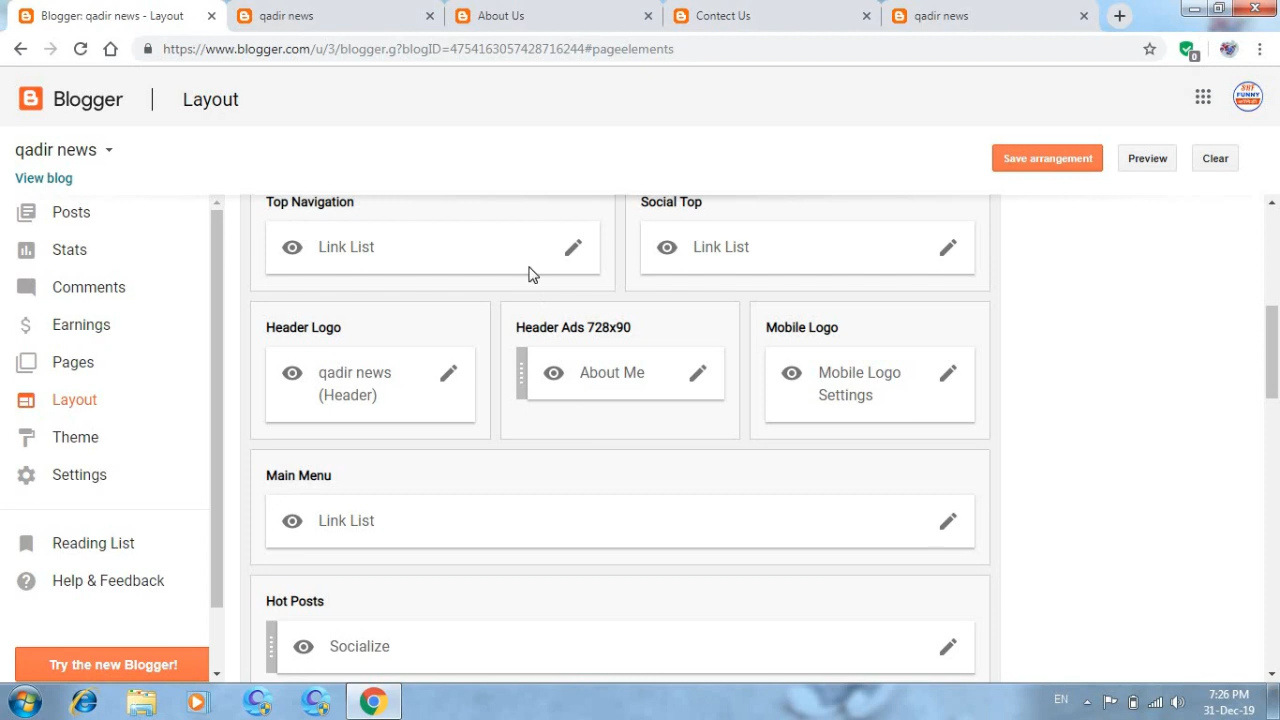 Blogger: qadir news - Layout
qadir news
About Us
Contect Us
qadir news
https://www.blogger.com/u/3/blogger.g?blogID=4754163057428716244#pageelements
0
Blogger
Layout
qadir news
View blog
Save arrangement
Preview
Clear
Posts
Stats
Comments
Earnings
Pages
Layout
Theme
Settings
Reading List
Help & Feedback
Try the new Blogger!
Top Navigation
Link List
Social Top
Link List
Header Logo
qadir news
(Header)
Header Ads 728x90
About Me
Mobile Logo
Mobile Logo
Settings
Main Menu
Link List
Hot Posts
Socialize
EN
7:26 PM
31-Dec-19